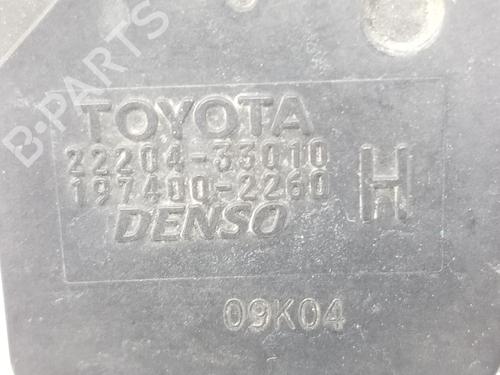 B-PARTS
TOYOTA
22204-33010
197400-2260
H
DENSO
09K04